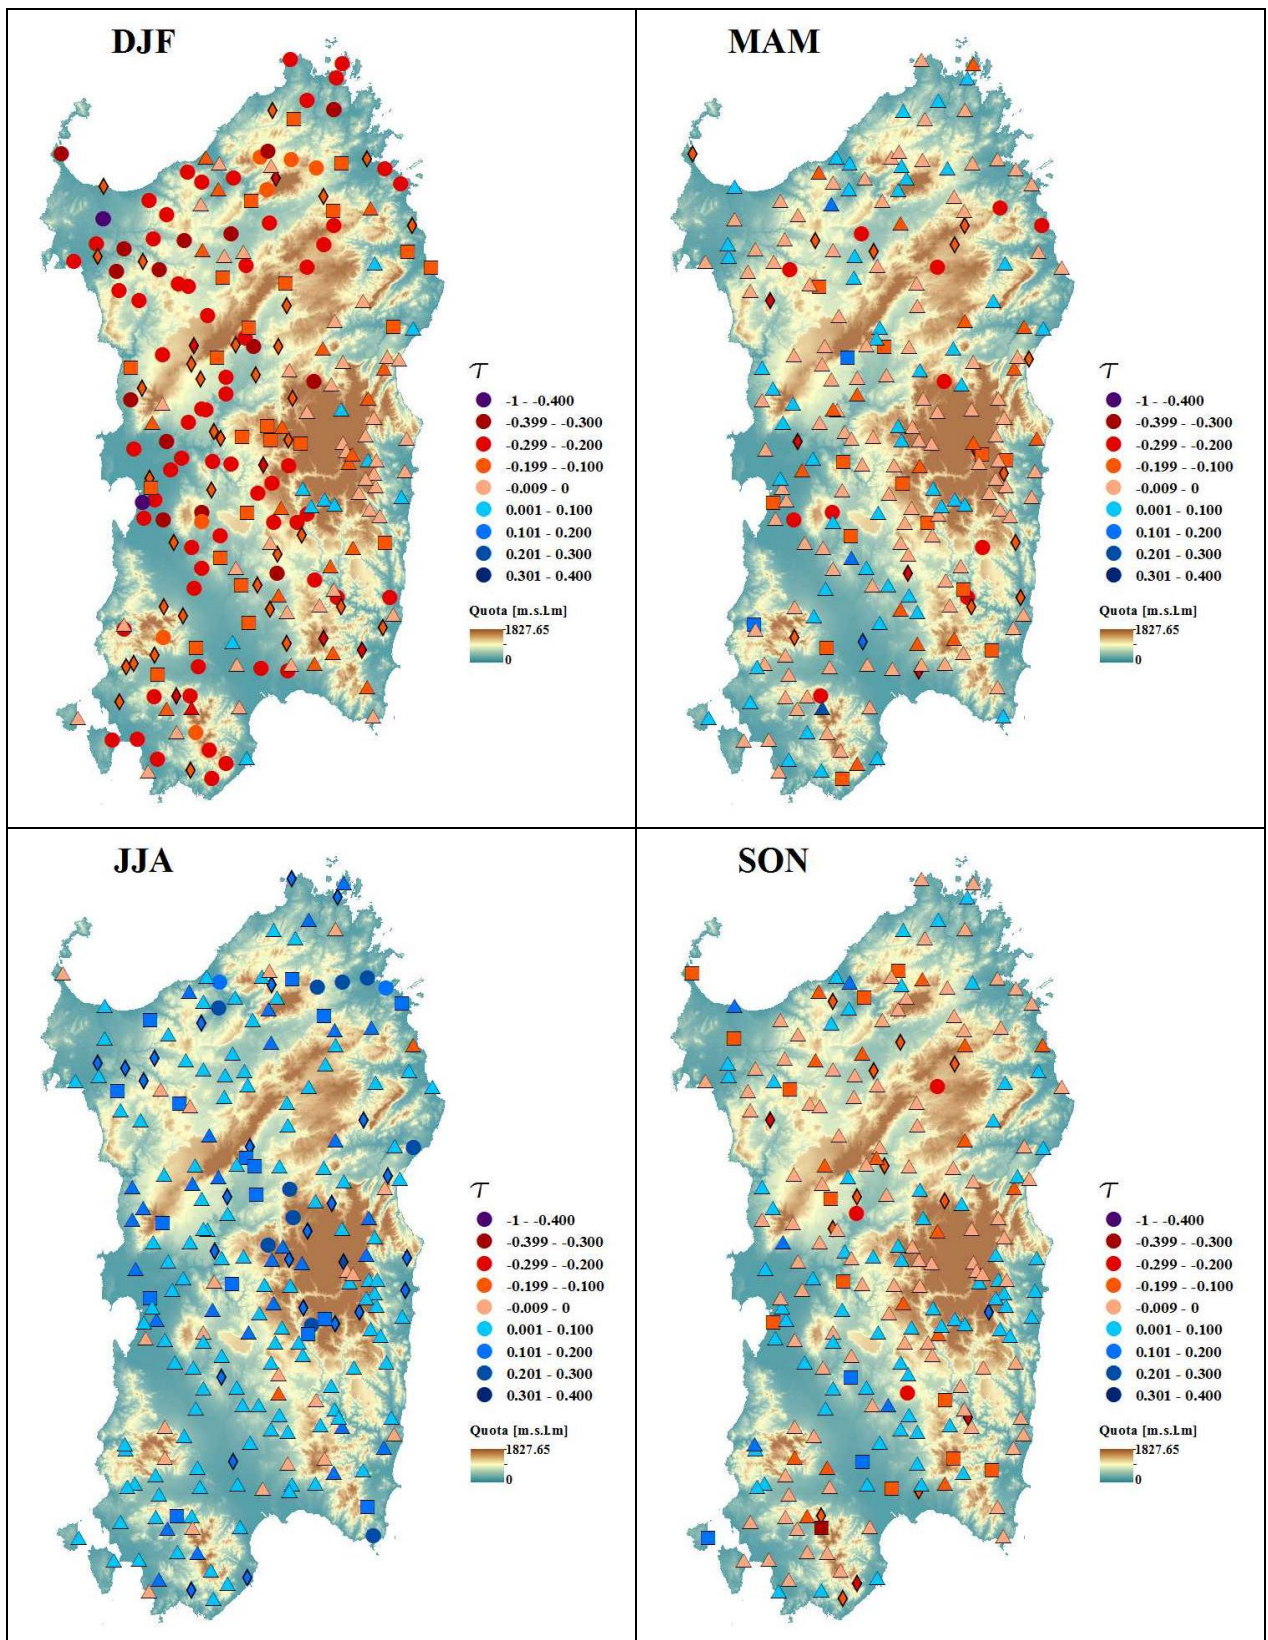 DJF
τ
-1 - -0.400
-0.399 - -0.300
-0.299 - -0.200
-0.199 - -0.100
-0.009 - 0
0.001 - 0.100
0.101 - 0.200
0.201 - 0.300
0.301 - 0.400
Quota [m.s.l.m]
1827.65
0
MAM
τ
-1 - -0.400
-0.399 - -0.300
-0.299 - -0.200
-0.199 - -0.100
-0.009 - 0
0.001 - 0.100
0.101 - 0.200
0.201 - 0.300
0.301 - 0.400
Quota [m.s.l.m]
1827.65
0
JJA
τ
-1 - -0.400
-0.399 - -0.300
-0.299 - -0.200
-0.199 - -0.100
-0.009 - 0
0.001 - 0.100
0.101 - 0.200
0.201 - 0.300
0.301 - 0.400
Quota [m.s.l.m]
1827.65
0
SON
τ
-1 - -0.400
-0.399 - -0.300
-0.299 - -0.200
-0.199 - -0.100
-0.009 - 0
0.001 - 0.100
0.101 - 0.200
0.201 - 0.300
0.301 - 0.400
Quota [m.s.l.m]
1827.65
0